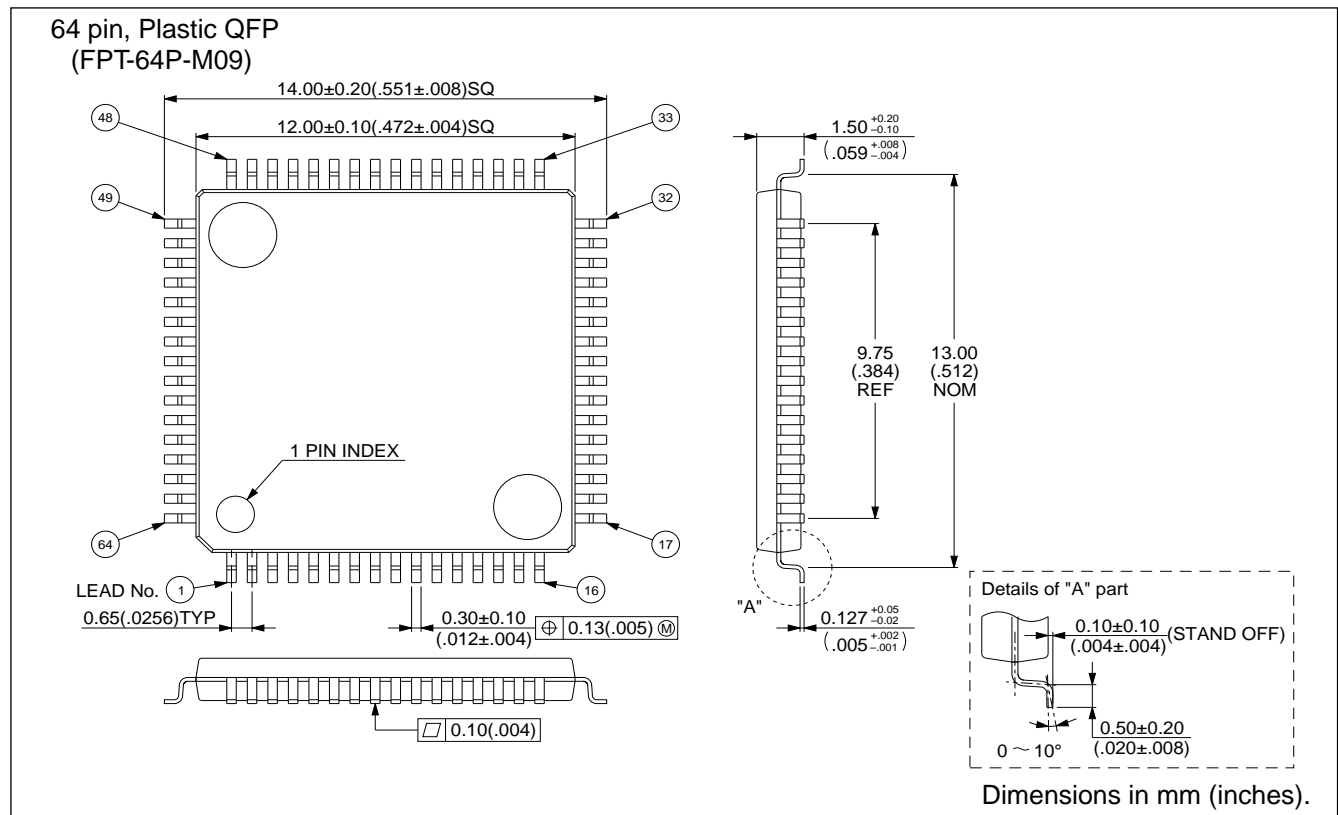 64 pin, Plastic QFP
(FPT-64P-M09)
14.00±0.20(.551±.008)SQ
12.00±0.10(.472±.004)SQ
48
33
49
32
1 PIN INDEX
64
17
LEAD No. 1
16
0.65(.0256)TYP
0.30±0.10
(.012±.004)
⌖ 0.13(.005) Ⓜ
▱ 0.10(.004)
1.50 +0.20 −0.10
(.059 +.008 −.004)
9.75
(.384)
REF
13.00
(.512)
NOM
"A"
0.127 +0.05 −0.02
(.005 +.002 −.001)
Details of "A" part
0.10±0.10
(.004±.004)
(STAND OFF)
0.50±0.20
(.020±.008)
0 ~ 10°
Dimensions in mm (inches).